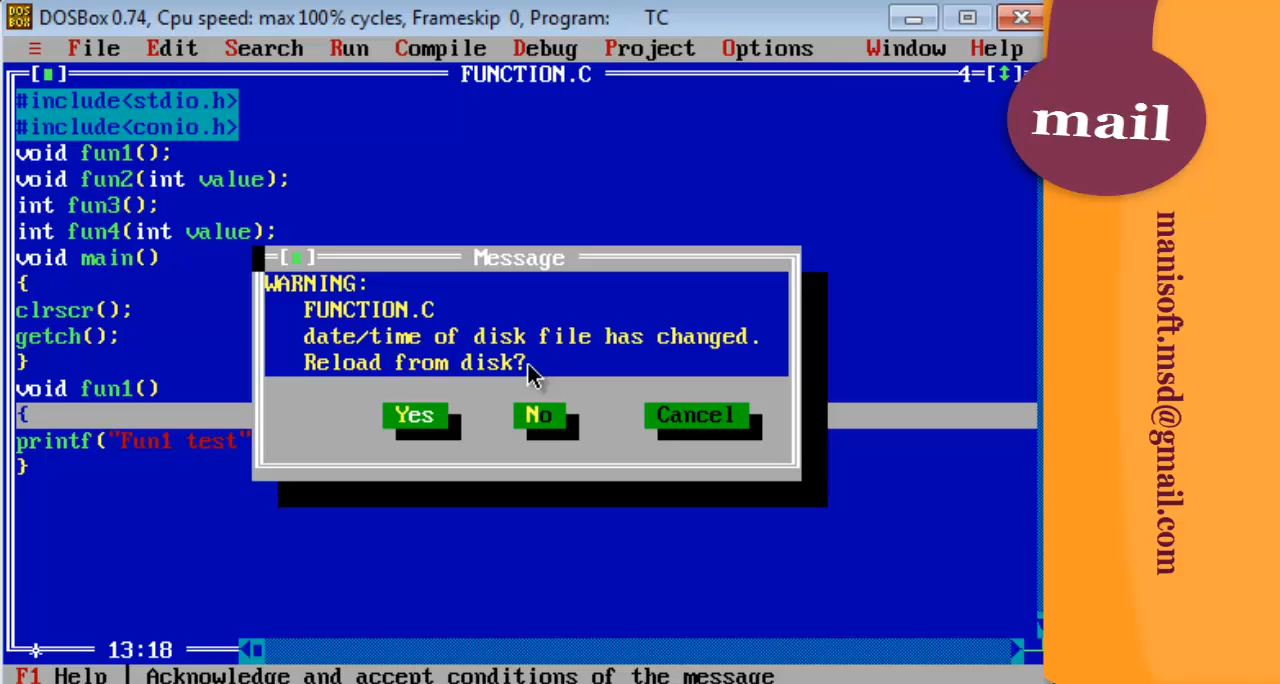 DOSBox 0.74, Cpu speed: max 100% cycles, Frameskip 0, Program: TC
≡ File Edit Search Run Compile Debug Project Options Window Help
[■] FUNCTION.C 4=[↕]
#include<stdio.h>
#include<conio.h>
void fun1();
void fun2(int value);
int fun3();
int fun4(int value);
void main()
{
clrscr();
getch();
}
void fun1()
{
printf("Fun1 test"
}
[■] Message
WARNING:
FUNCTION.C
date/time of disk file has changed.
Reload from disk?
Yes No Cancel
13:18
F1 Help | Acknowledge and accept conditions of the message
mail
manisoft.msd@gmail.com